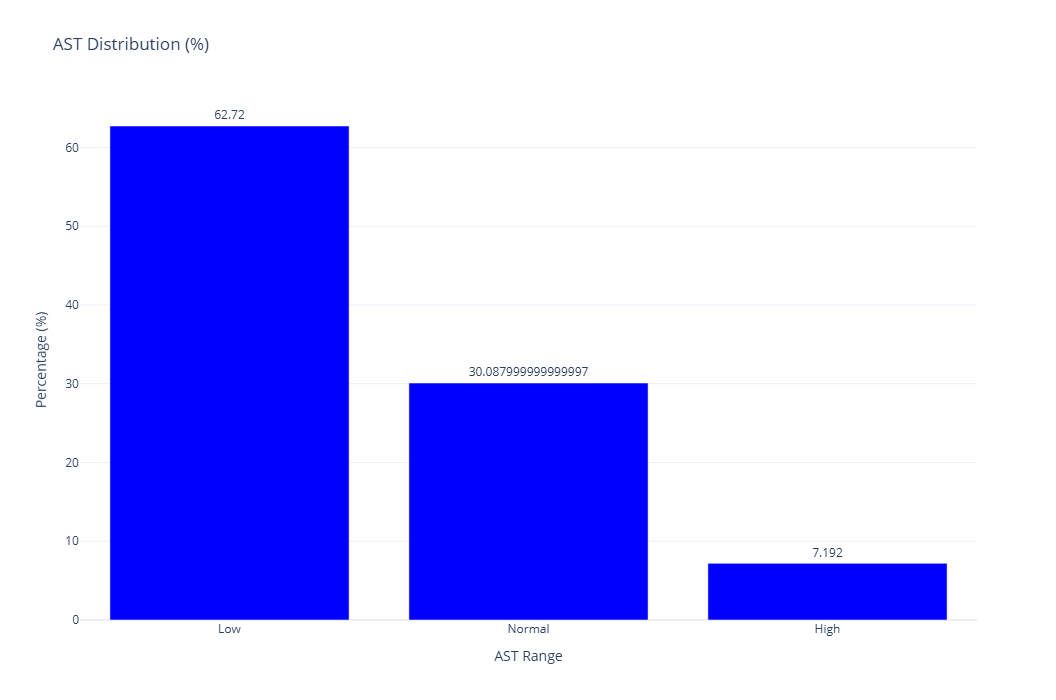 AST Distribution (%)
62.72
60
50
40
Percentage (%)
30.087999999999997
30
20
10
7.192
0
Low
Normal
High
AST Range